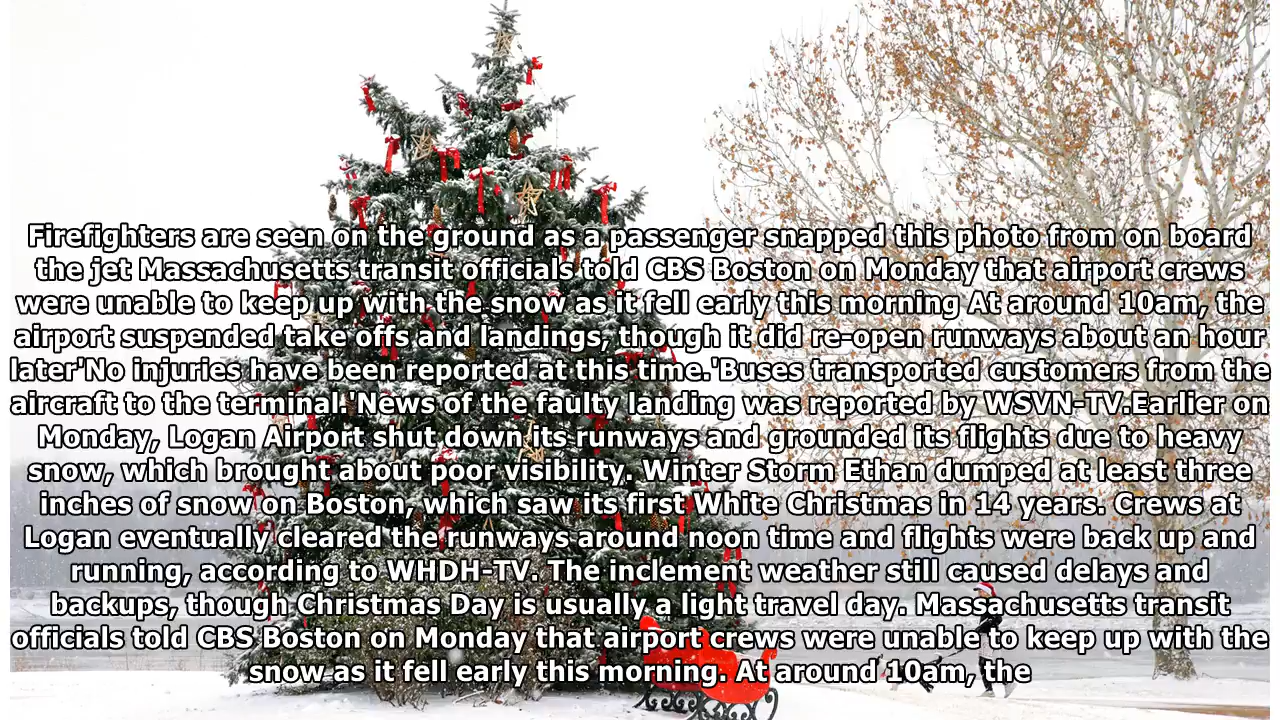 Firefighters are seen on the ground as a passenger snapped this photo from on board
the jet Massachusetts transit officials told CBS Boston on Monday that airport crews
were unable to keep up with the snow as it fell early this morning At around 10am, the
airport suspended take offs and landings, though it did re-open runways about an hour
later'No injuries have been reported at this time.'Buses transported customers from the
aircraft to the terminal.'News of the faulty landing was reported by WSVN-TV.Earlier on
Monday, Logan Airport shut down its runways and grounded its flights due to heavy
snow, which brought about poor visibility. Winter Storm Ethan dumped at least three
inches of snow on Boston, which saw its first White Christmas in 14 years. Crews at
Logan eventually cleared the runways around noon time and flights were back up and
running, according to WHDH-TV. The inclement weather still caused delays and
backups, though Christmas Day is usually a light travel day. Massachusetts transit
officials told CBS Boston on Monday that airport crews were unable to keep up with the
snow as it fell early this morning. At around 10am, the